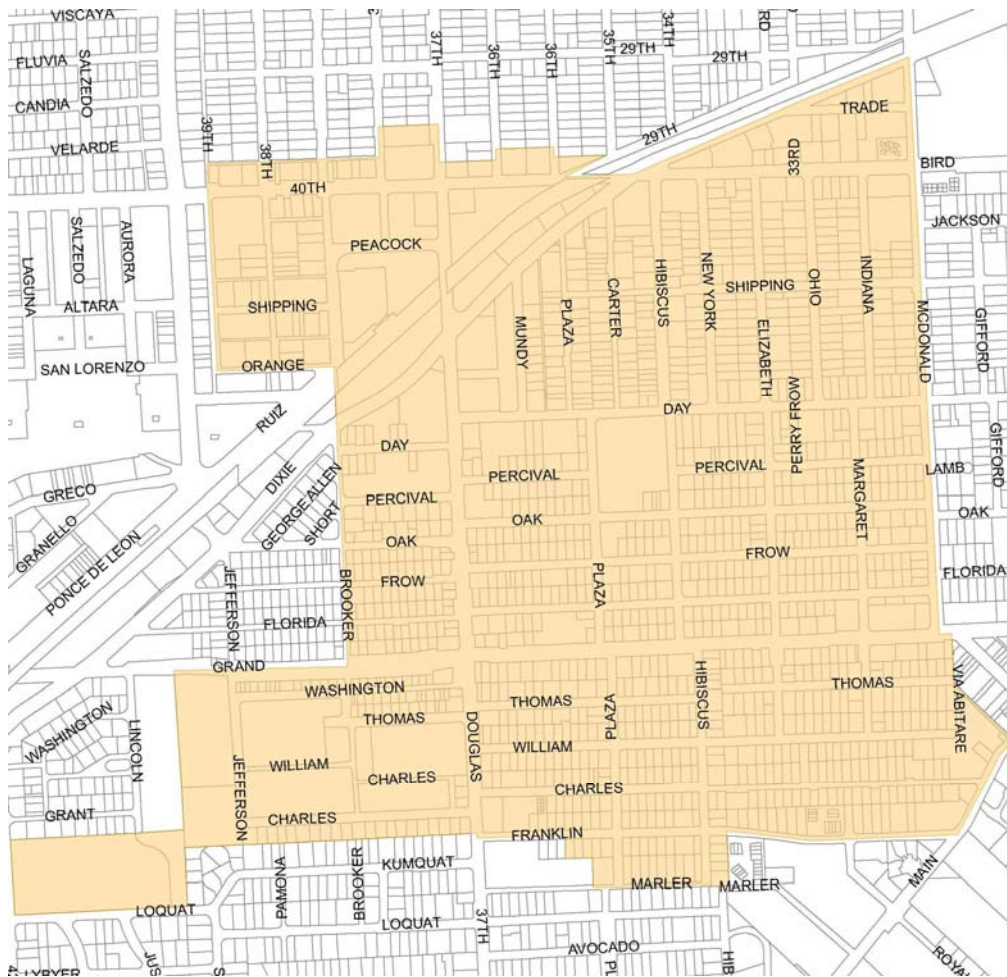 VISCAYA
FLUVIA
SALZEDO
CANDIA
VELARDE
39TH
38TH
37TH
36TH
36TH
35TH
34TH
29TH
29TH
29TH
40TH
TRADE
33RD
BIRD
JACKSON
SALZEDO
AURORA
LAGUNA
ALTARA
PEACOCK
SHIPPING
SAN LORENZO
ORANGE
MUNDY
PLAZA
CARTER
HIBISCUS
NEW YORK
SHIPPING
ELIZABETH
OHIO
INDIANA
MCDONALD
GIFFORD
RUIZ
DAY
DAY
PERRY FROW
GIFFORD
DIXIE
GEORGE ALLEN
SHORT
GRECO
GRANELLO
PONCE DE LEON
PERCIVAL
PERCIVAL
PERCIVAL
MARGARET
LAMB
OAK
OAK
OAK
FROW
FROW
FLORIDA
JEFFERSON
FLORIDA
BROOKER
PLAZA
GRAND
WASHINGTON
WASHINGTON
LINCOLN
THOMAS
DOUGLAS
THOMAS
PLAZA
HIBISCUS
THOMAS
VIA ABITARE
WILLIAM
WILLIAM
JEFFERSON
CHARLES
CHARLES
CHARLES
GRANT
FRANKLIN
KUMQUAT
PAMONA
BROOKER
MARLER
MARLER
MAIN
LOQUAT
LOQUAT
37TH
AVOCADO
LYBYER
JUS
PL
HIB
ROYA